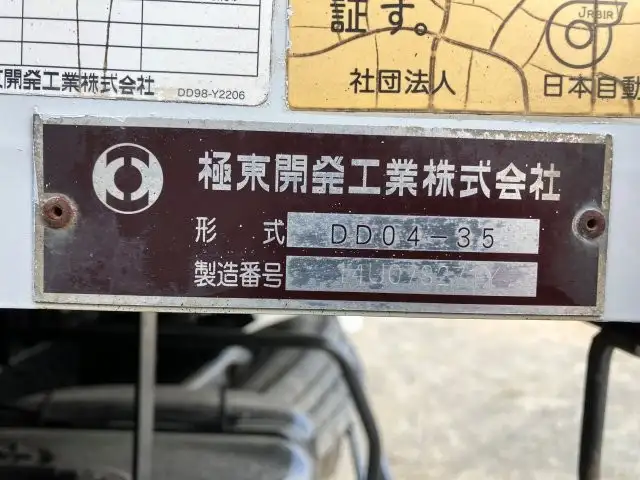 証す。
JRBIR
東開発工業株式会社
DD98-Y2206
社団法人
日本自動
極東開発工業株式会社
形式 DD04-35
製造番号